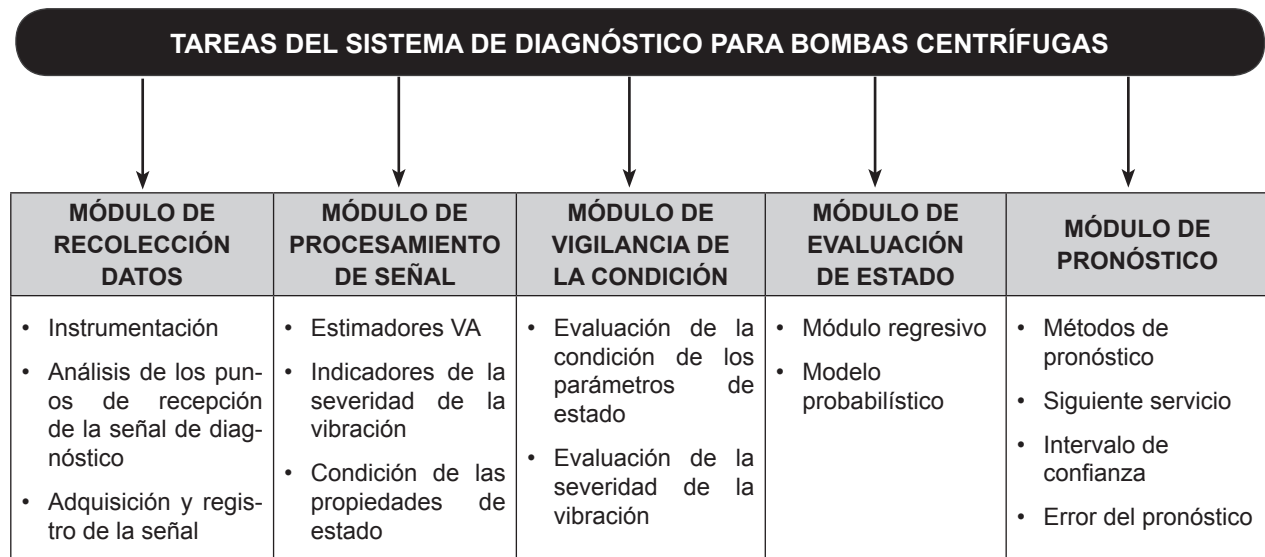 TAREAS DEL SISTEMA DE DIAGNÓSTICO PARA BOMBAS CENTRÍFUGAS
MÓDULO DE
RECOLECCIÓN
DATOS
• Instrumentación
• Análisis de los pun-
os de recepción
de la señal de diag-
nóstico
• Adquisición y regis-
tro de la señal
MÓDULO DE
PROCESAMIENTO
DE SEÑAL
• Estimadores VA
• Indicadores de la
severidad de la
vibración
• Condición de las
propiedades de
estado
MÓDULO DE
VIGILANCIA DE
LA CONDICIÓN
• Evaluación de la
condición de los
parámetros de
estado
• Evaluación de la
severidad de la
vibración
MÓDULO DE
EVALUACIÓN
DE ESTADO
• Módulo regresivo
• Modelo
probabilístico
MÓDULO DE
PRONÓSTICO
• Métodos de
pronóstico
• Siguiente servicio
• Intervalo de
confianza
• Error del pronóstico